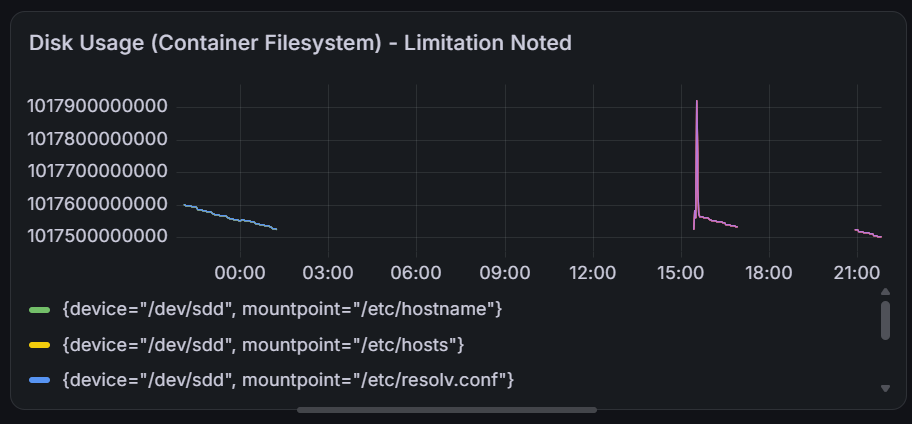 Disk Usage (Container Filesystem) - Limitation Noted
1017900000000
1017800000000
1017700000000
1017600000000
1017500000000
00:00 03:00 06:00 09:00 12:00 15:00 18:00 21:00
{device="/dev/sdd", mountpoint="/etc/hostname"}
{device="/dev/sdd", mountpoint="/etc/hosts"}
{device="/dev/sdd", mountpoint="/etc/resolv.conf"}